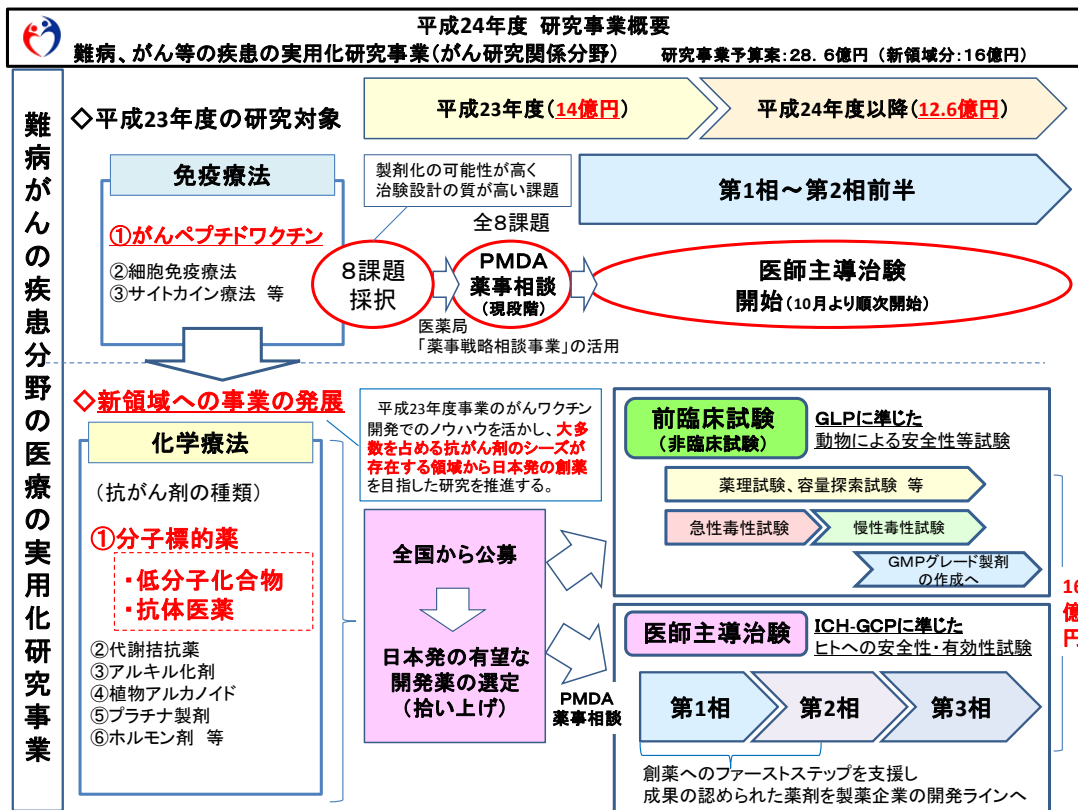 平成24年度 研究事業概要
難病、がん等の疾患の実用化研究事業(がん研究関係分野) 研究事業予算案:28.6億円 (新領域分:16億円)
難病がんの疾患分野の医療の実用化研究事業
◇平成23年度の研究対象
平成23年度(14億円)
平成24年度以降(12.6億円)
免疫療法
①がんペプチドワクチン
②細胞免疫療法
③サイトカイン療法 等
製剤化の可能性が高く
治験設計の質が高い課題
第1相~第2相前半
全8課題
8課題
採択
PMDA
薬事相談
(現段階)
医師主導治験
開始(10月より順次開始)
医薬局
「薬事戦略相談事業」の活用
◇新領域への事業の発展
化学療法
(抗がん剤の種類)
①分子標的薬
・低分子化合物
・抗体医薬
②代謝拮抗薬
③アルキル化剤
④植物アルカノイド
⑤プラチナ製剤
⑥ホルモン剤 等
平成23年度事業のがんワクチン
開発でのノウハウを活かし、大多
数を占める抗がん剤のシーズが
存在する領域から日本発の創薬
を目指した研究を推進する。
全国から公募
日本発の有望な
開発薬の選定
(拾い上げ)
PMDA
薬事相談
前臨床試験
(非臨床試験)
GLPに準じた
動物による安全性等試験
薬理試験、容量探索試験 等
急性毒性試験
慢性毒性試験
GMPグレード製剤
の作成へ
医師主導治験
ICH-GCPに準じた
ヒトへの安全性・有効性試験
第1相
第2相
第3相
創薬へのファーストステップを支援し
成果の認められた薬剤を製薬企業の開発ラインへ
16
億
円